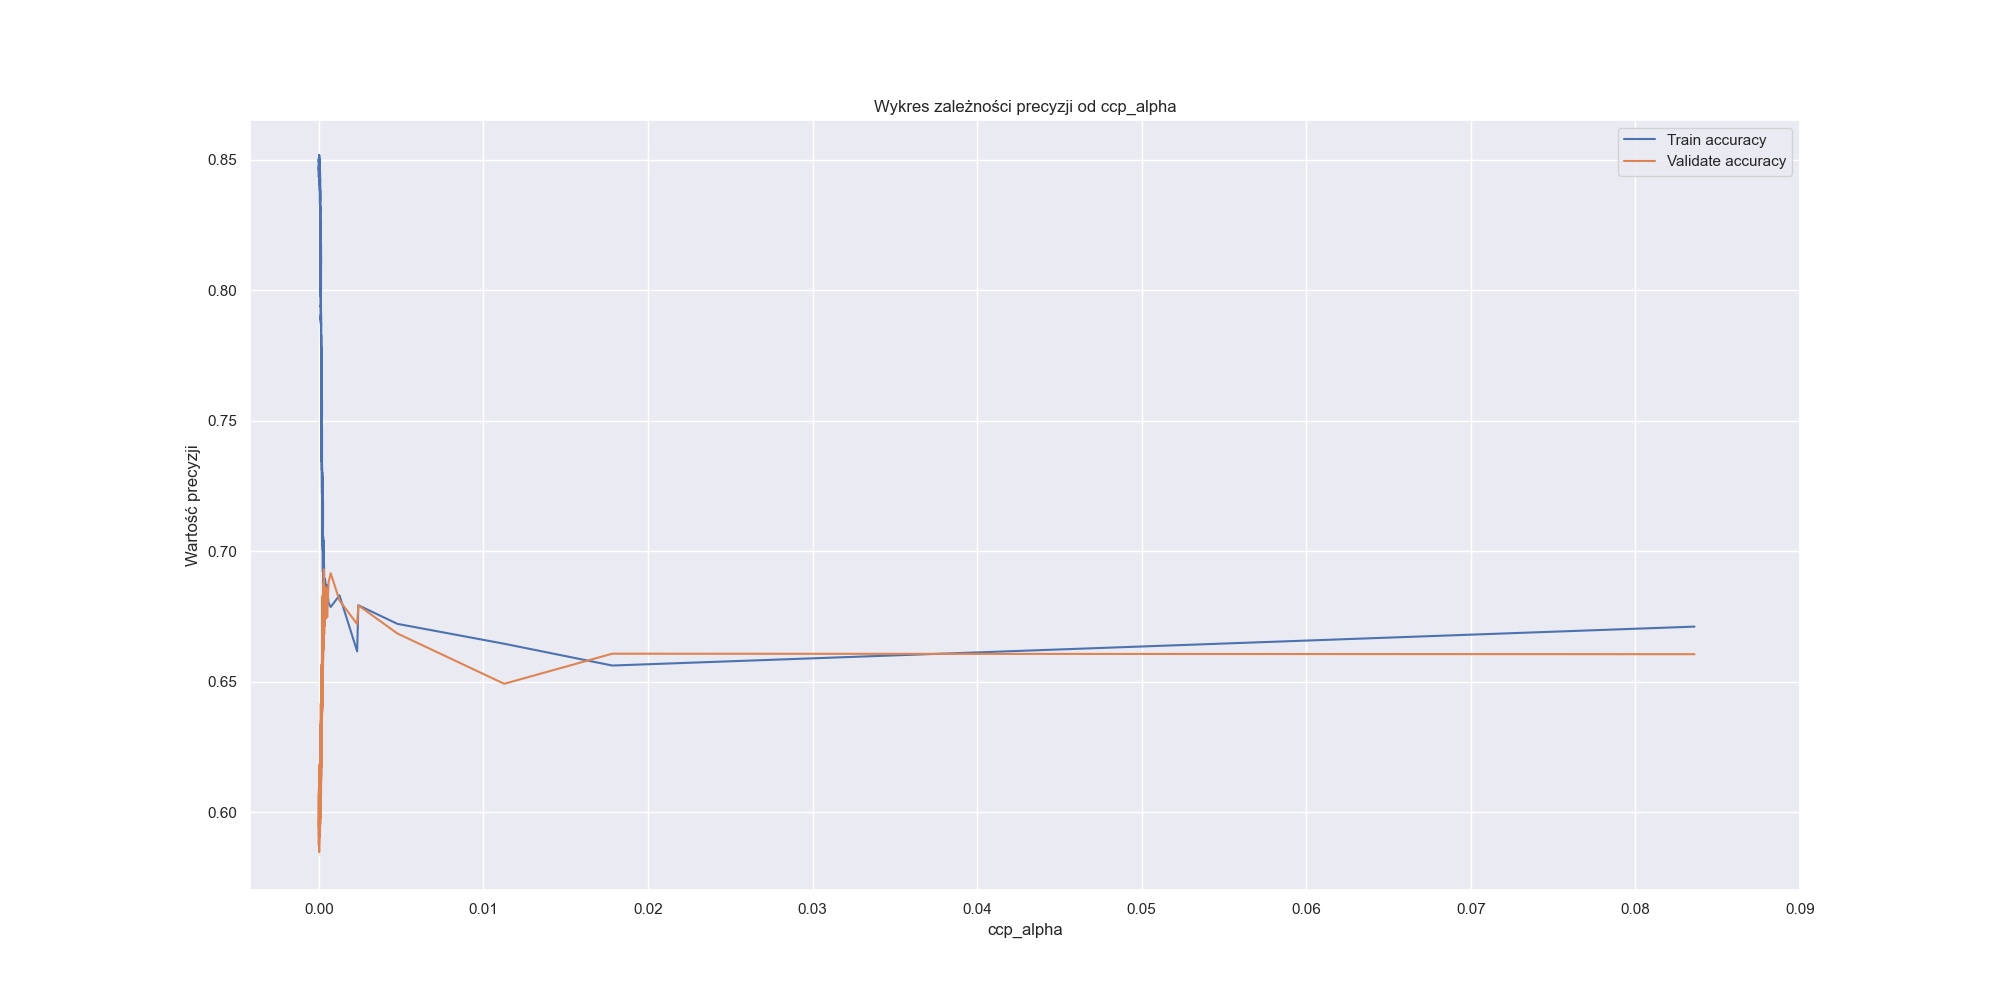 Wykres zależności precyzji od ccp_alpha
Train accuracy
Validate accuracy
Wartość precyzji
0.85
0.80
0.75
0.70
0.65
0.60
0.00 0.01 0.02 0.03 0.04 0.05 0.06 0.07 0.08 0.09
ccp_alpha